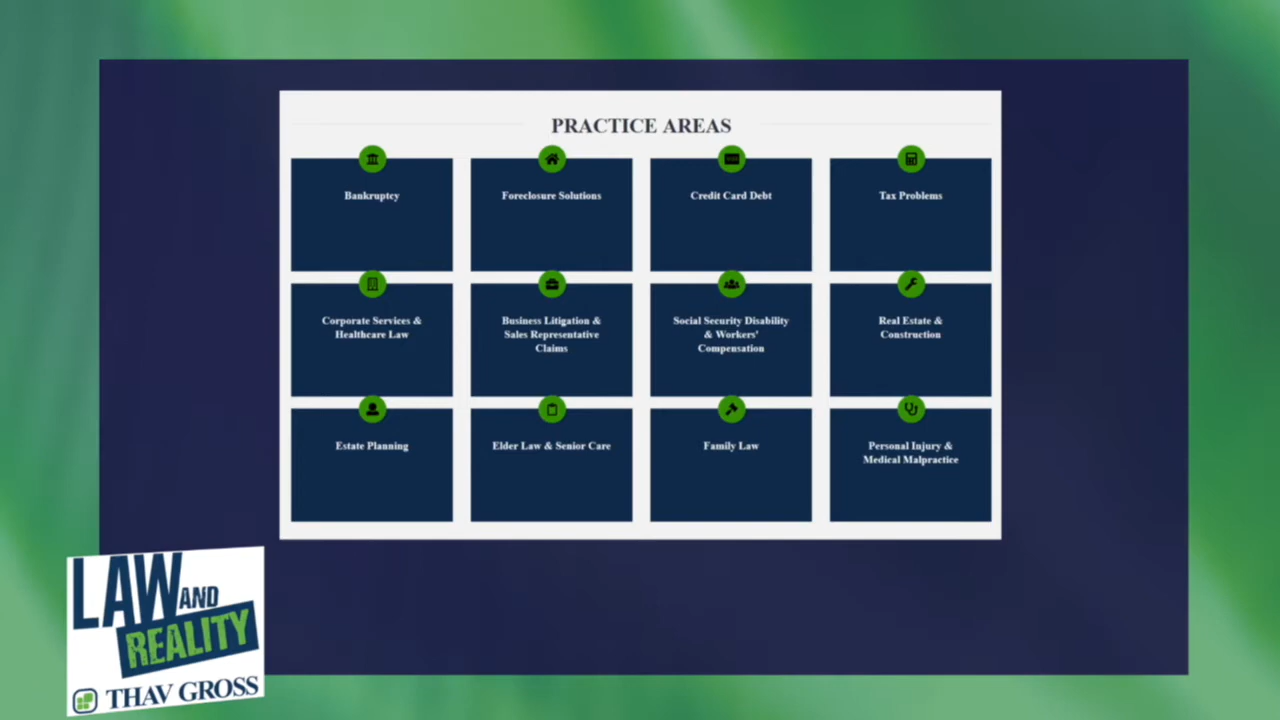 PRACTICE AREAS
Bankruptcy
Foreclosure Solutions
Credit Card Debt
Tax Problems
Corporate Services &
Healthcare Law
Business Litigation &
Sales Representative
Claims
Social Security Disability
& Workers'
Compensation
Real Estate &
Construction
Estate Planning
Elder Law & Senior Care
Family Law
Personal Injury &
Medical Malpractice
LAW AND
REALITY
THAV GROSS